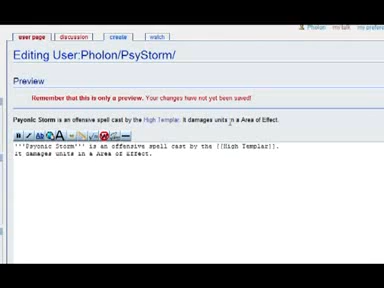 Pholon my talk my preferen
user page discussion create watch
Editing User:Pholon/PsyStorm/
Preview
Remember that this is only a preview. Your changes have not yet been saved!
Psyonic Storm is an offensive spell cast by the High Templar. It damages units in a Area of Effect.
'''Psyonic Storm''' is an offensive spell cast by the [[High Templar]].
It damages units in a Area of Effect.